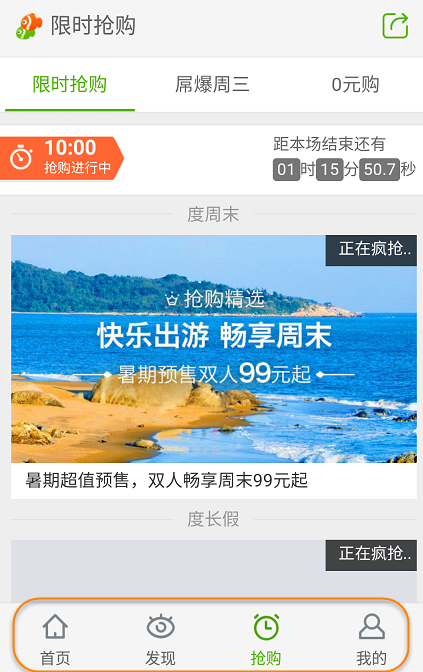 限时抢购
限时抢购 屌爆周三 0元购
10:00
抢购进行中
距本场结束还有
01时15分50.7秒
度周末
正在疯抢..
抢购精选
快乐出游 畅享周末
暑期预售双人99元起
暑期超值预售，双人畅享周末99元起
度长假
正在疯抢..
首页 发现 抢购 我的